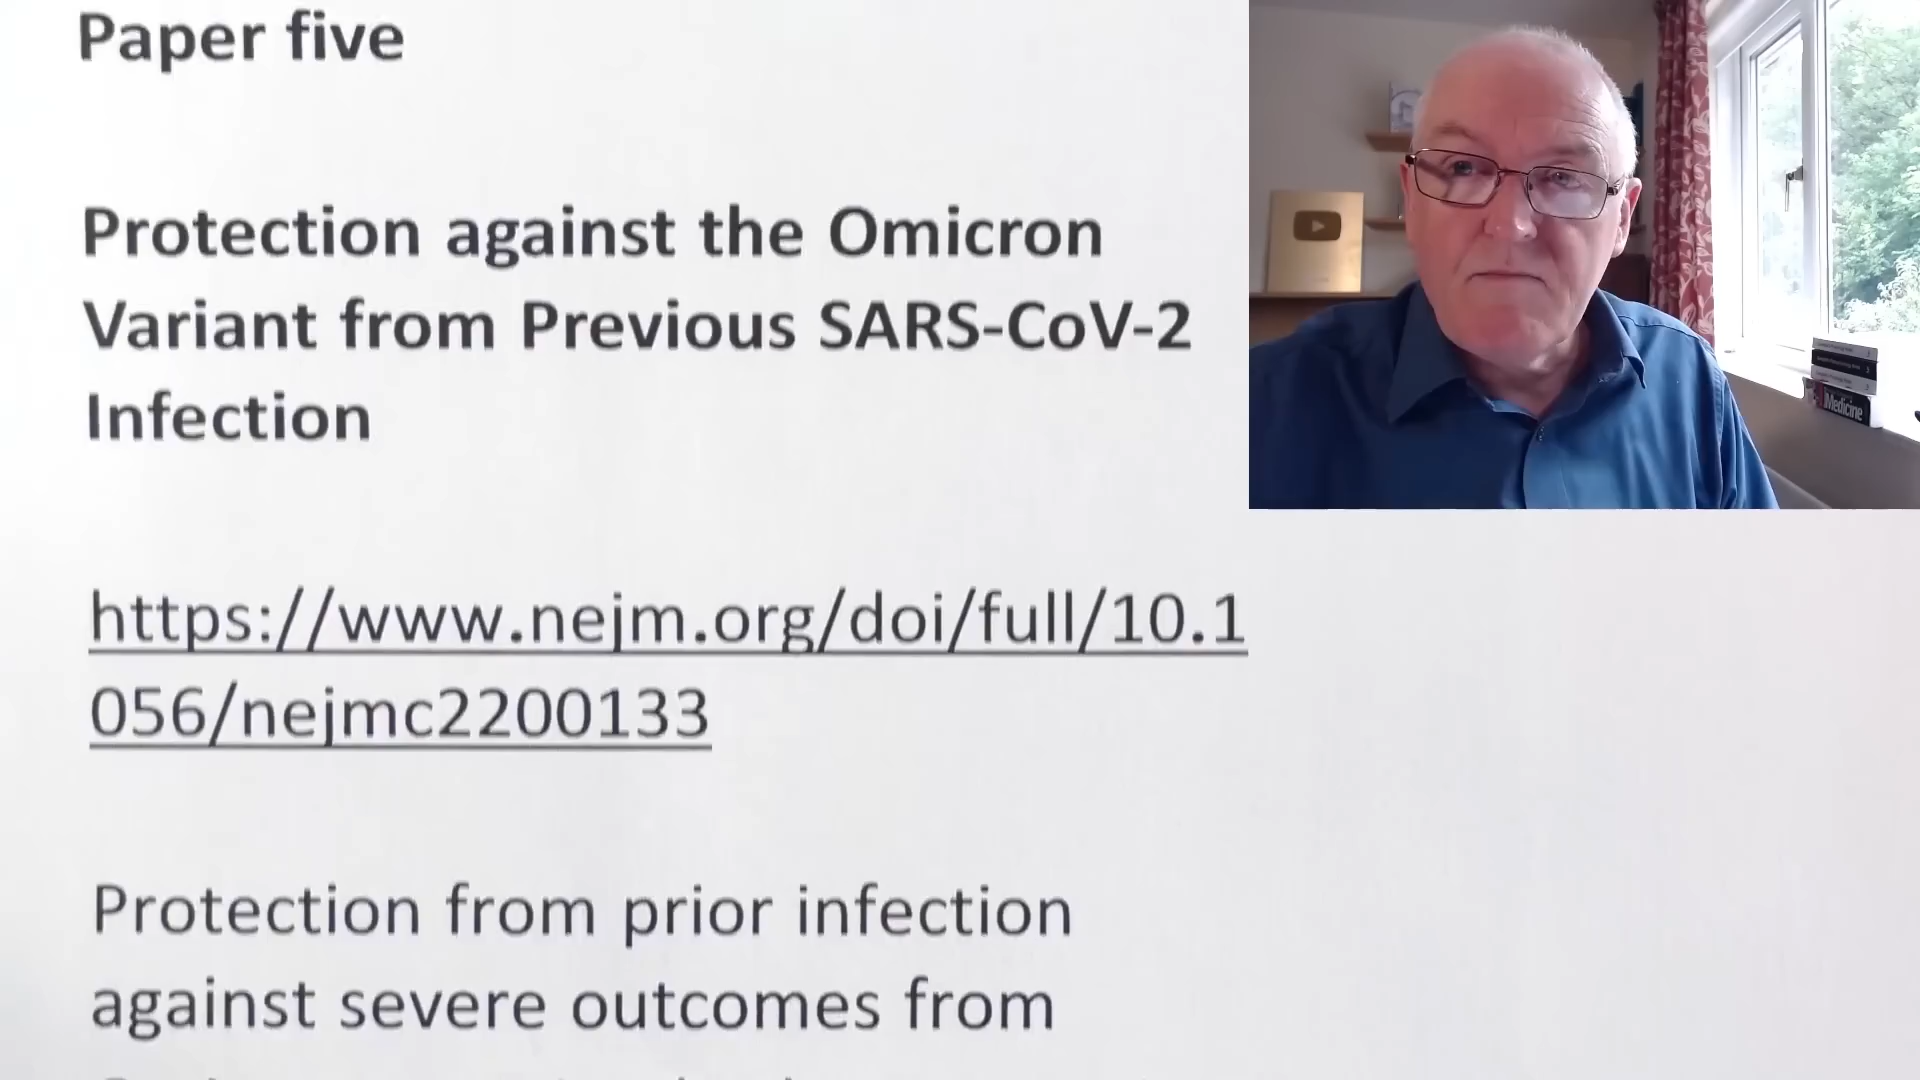 Paper five
Protection against the Omicron
Variant from Previous SARS-CoV-2
Infection
https://www.nejm.org/doi/full/10.1
056/nejmc2200133
Protection from prior infection
against severe outcomes from
Medicine